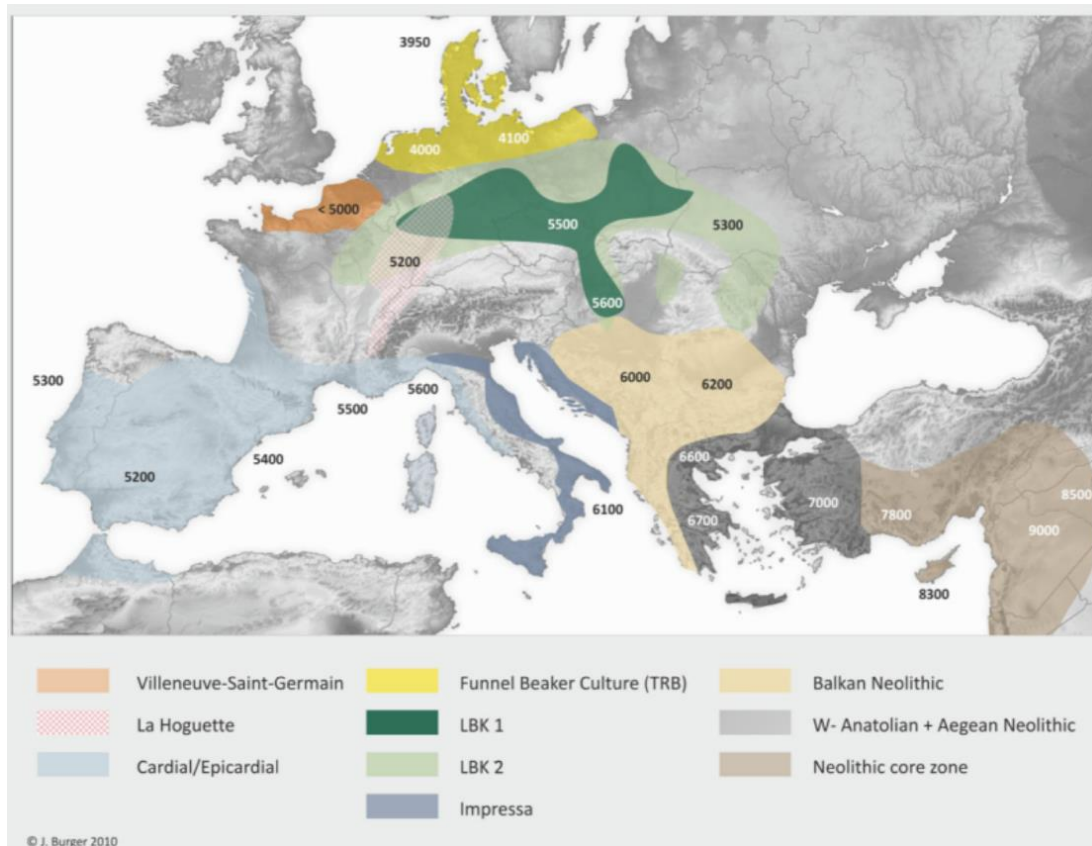 3950
4000
4100
< 5000
5500
5300
5200
5600
5300
6000
6200
5600
5500
5400
5200
6600
6100
6700
7000
7800
8500
9000
8300
Villeneuve-Saint-Germain
La Hoguette
Cardial/Epicardial
Funnel Beaker Culture (TRB)
LBK 1
LBK 2
Impressa
Balkan Neolithic
W- Anatolian + Aegean Neolithic
Neolithic core zone
© J. Burger 2010